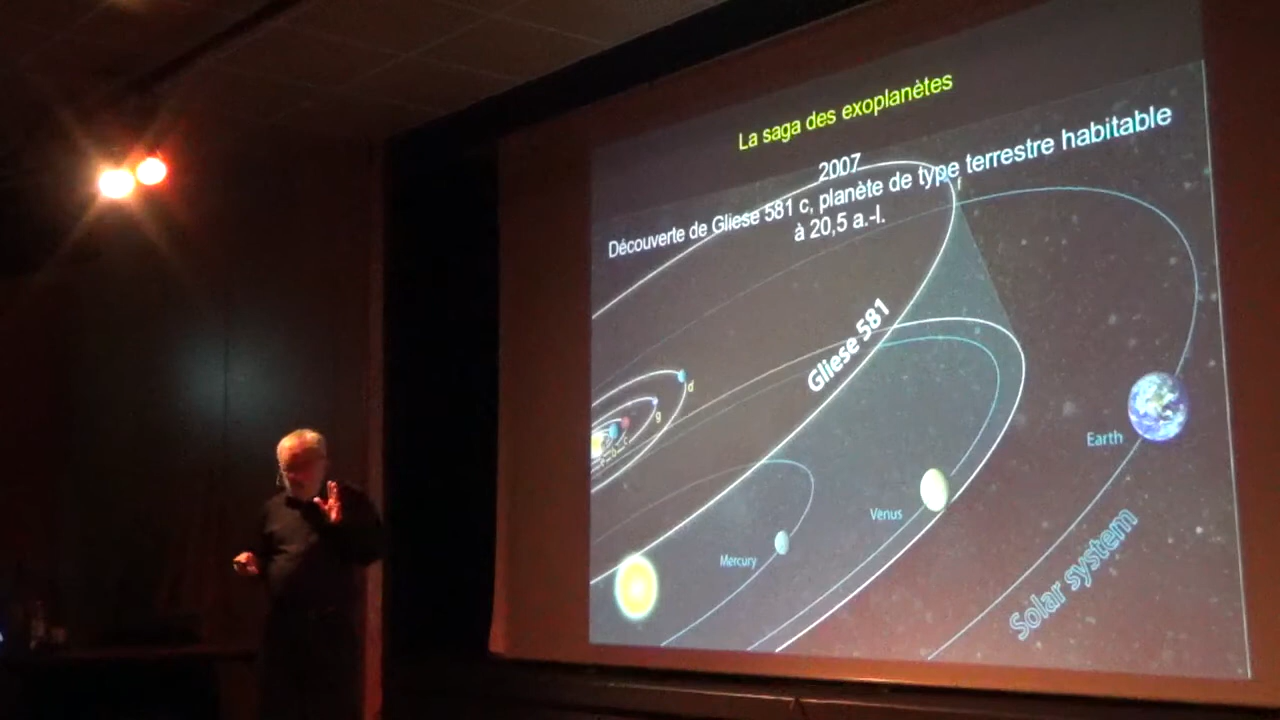 La saga des exoplanètes
2007
Découverte de Gliese 581 c, planète de type terrestre habitable
à 20,5 a.-l.
f
Gliese 581
d
g
e
b
c
Earth
Venus
Mercury
Solar system